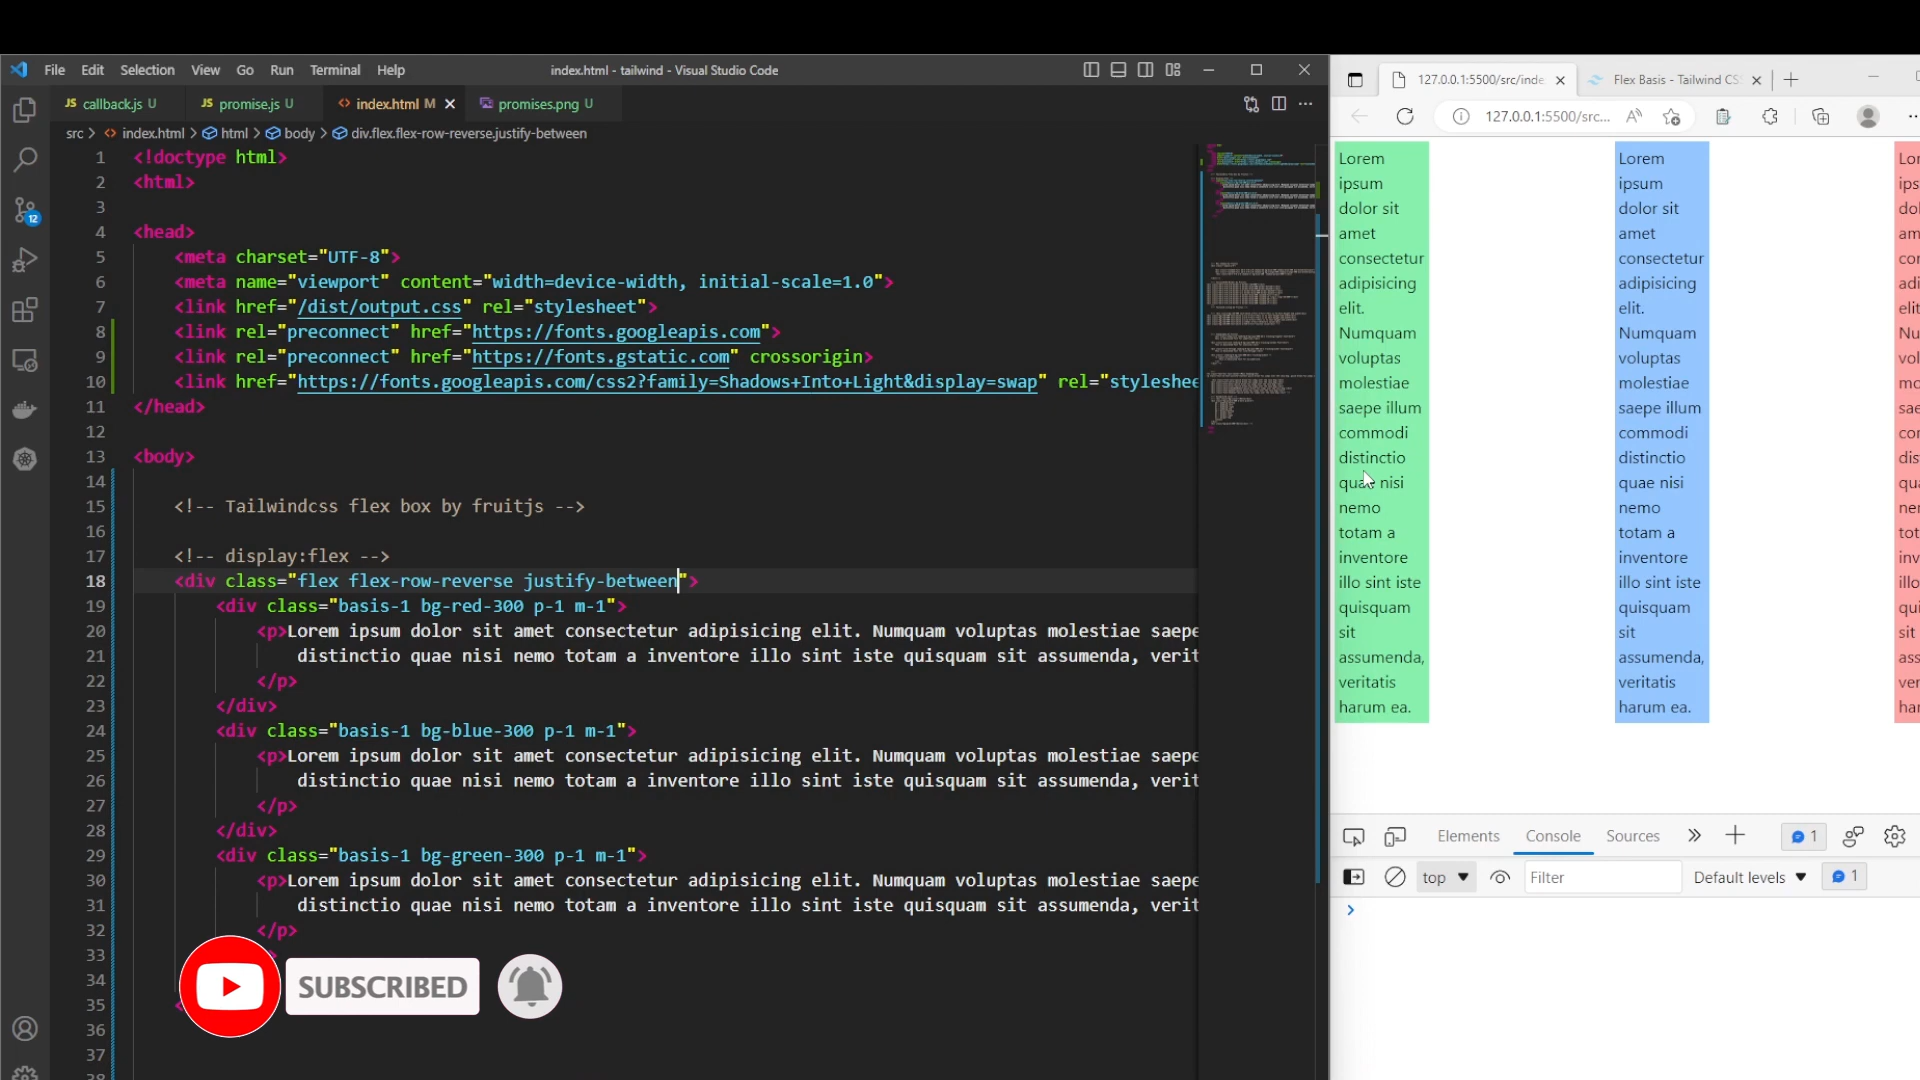 File Edit Selection View Go Run Terminal Help
index.html - tailwind - Visual Studio Code
JS callback.js U
JS promise.js U
<> index.html M
promises.png U
src > <> index.html > html > body > div.flex.flex-row-reverse.justify-between
12
1 <!doctype html>
2 <html>
3
4 <head>
5 <meta charset="UTF-8">
6 <meta name="viewport" content="width=device-width, initial-scale=1.0">
7 <link href="/dist/output.css" rel="stylesheet">
8 <link rel="preconnect" href="https://fonts.googleapis.com">
9 <link rel="preconnect" href="https://fonts.gstatic.com" crossorigin>
10 <link href="https://fonts.googleapis.com/css2?family=Shadows+Into+Light&display=swap" rel="styleshee
11 </head>
12
13 <body>
14
15 <!-- Tailwindcss flex box by fruitjs -->
16
17 <!-- display:flex -->
18 <div class="flex flex-row-reverse justify-between">
19 <div class="basis-1 bg-red-300 p-1 m-1">
20 <p>Lorem ipsum dolor sit amet consectetur adipisicing elit. Numquam voluptas molestiae saepe
21 distinctio quae nisi nemo totam a inventore illo sint iste quisquam sit assumenda, verit
22 </p>
23 </div>
24 <div class="basis-1 bg-blue-300 p-1 m-1">
25 <p>Lorem ipsum dolor sit amet consectetur adipisicing elit. Numquam voluptas molestiae saepe
26 distinctio quae nisi nemo totam a inventore illo sint iste quisquam sit assumenda, verit
27 </p>
28 </div>
29 <div class="basis-1 bg-green-300 p-1 m-1">
30 <p>Lorem ipsum dolor sit amet consectetur adipisicing elit. Numquam voluptas molestiae saepe
31 distinctio quae nisi nemo totam a inventore illo sint iste quisquam sit assumenda, verit
32 </p>
33
34
35 <
36
37
38
SUBSCRIBED
127.0.0.1:5500/src/inde
Flex Basis - Tailwind CS
127.0.0.1:5500/src...
Lorem
ipsum
dolor sit
amet
consectetur
adipisicing
elit.
Numquam
voluptas
molestiae
saepe illum
commodi
distinctio
quae nisi
nemo
totam a
inventore
illo sint iste
quisquam
sit
assumenda,
veritatis
harum ea.
Lorem
ipsum
dolor sit
amet
consectetur
adipisicing
elit.
Numquam
voluptas
molestiae
saepe illum
commodi
distinctio
quae nisi
nemo
totam a
inventore
illo sint iste
quisquam
sit
assumenda,
veritatis
harum ea.
Elements Console Sources
1
top
Filter
Default levels
1